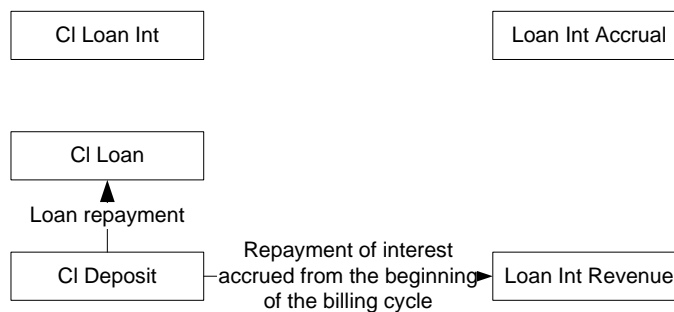 Cl Loan Int
Loan Int Accrual
Cl Loan
Loan repayment
Cl Deposit
Repayment of interest
accrued from the beginning
of the billing cycle
Loan Int Revenue